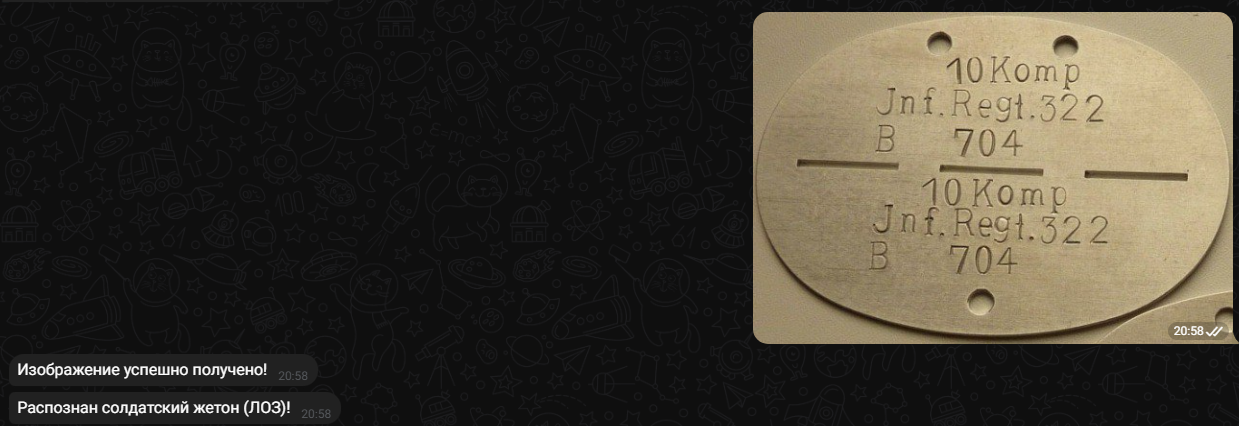 10 Komp
Jnf. Regt. 322
B 704
10 Komp
Jnf. Regt. 322
B 704
20:58
Изображение успешно получено! 20:58
Распознан солдатский жетон (ЛОЗ)! 20:58